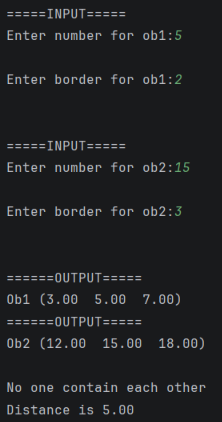 =====INPUT=====
Enter number for ob1:5
Enter border for ob1:2
=====INPUT=====
Enter number for ob2:15
Enter border for ob2:3
======OUTPUT=====
Ob1 (3.00  5.00  7.00)
======OUTPUT=====
Ob2 (12.00  15.00  18.00)
No one contain each other
Distance is 5.00